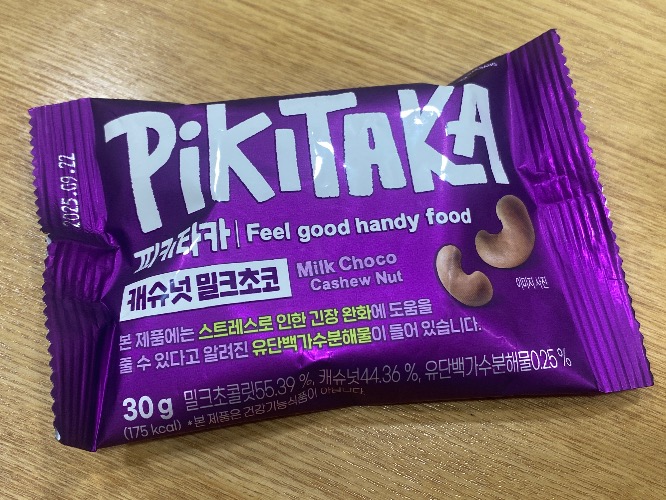 PiKiTAKA
2025.09.22
피키타카 | Feel good handy food
캐슈넛 밀크초코
Milk Choco
Cashew Nut
이미지 사진
본 제품에는 스트레스로 인한 긴장 완화에 도움을
줄 수 있다고 알려진 유단백가수분해물이 들어 있습니다.
밀크초콜릿55.39 %, 캐슈넛44.36 %, 유단백가수분해물0.25 %
30 g
(175 kcal) *본 제품은 건강기능식품이 아닙니다.